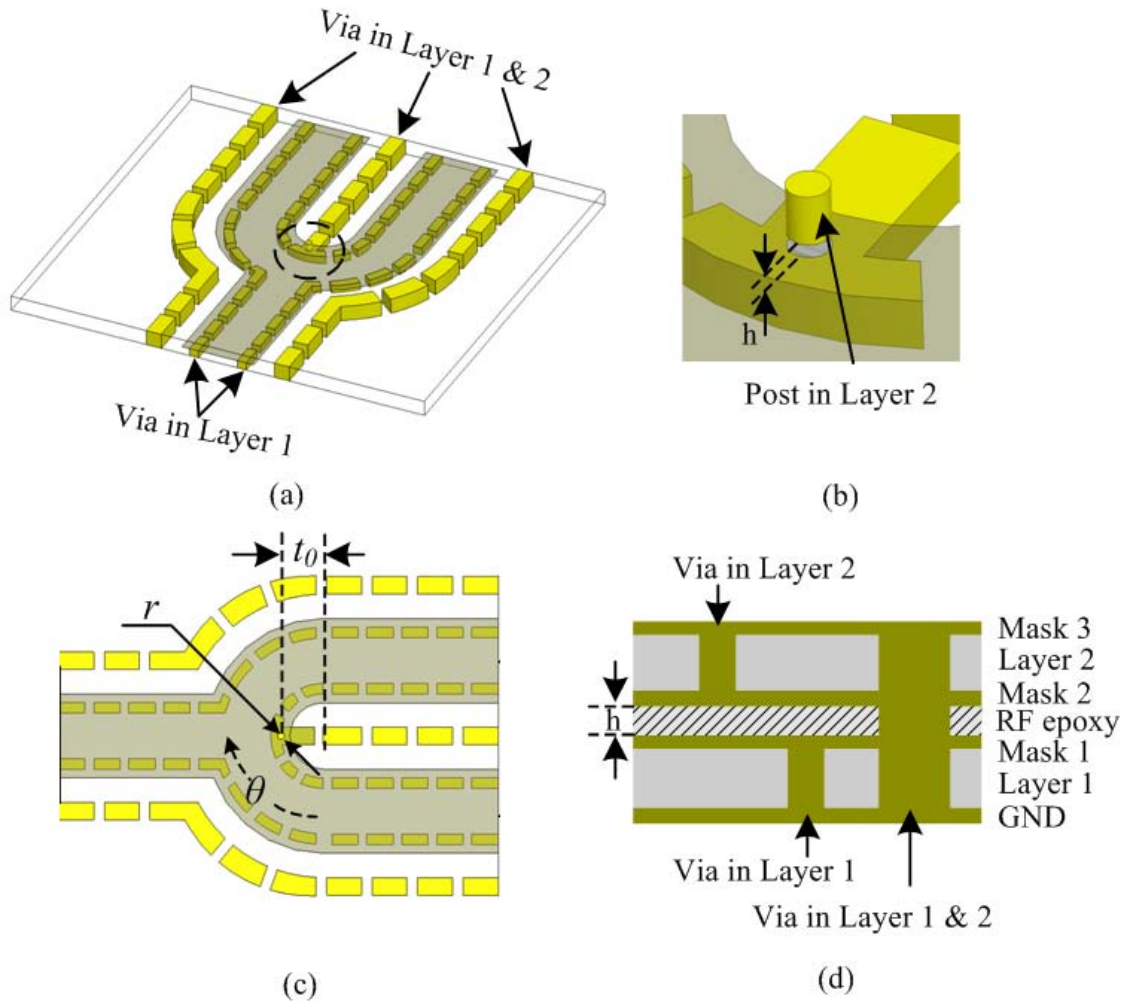 Via in Layer 1 & 2
Via in Layer 1
(a)
h
Post in Layer 2
(b)
t0
r
θ
(c)
Via in Layer 2
Mask 3
Layer 2
Mask 2
h
RF epoxy
Mask 1
Layer 1
GND
Via in Layer 1
Via in Layer 1 & 2
(d)